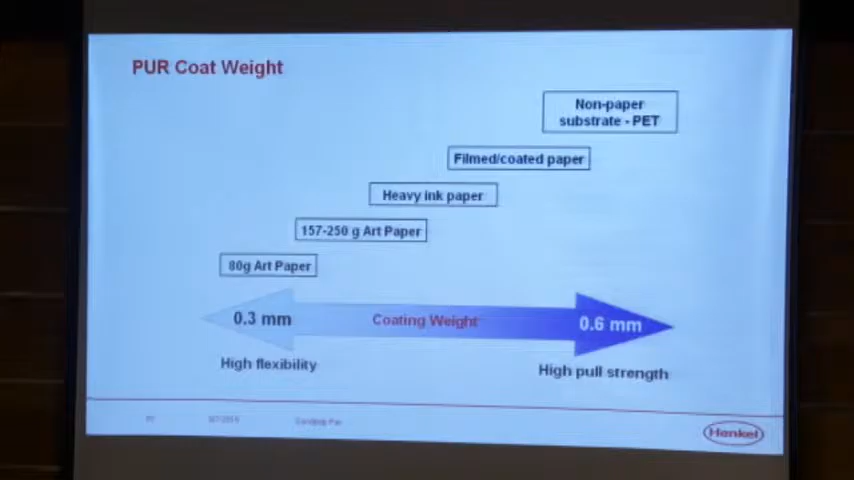 PUR Coat Weight
Non-paper
substrate - PET
Filmed/coated paper
Heavy ink paper
157-250 g Art Paper
80g Art Paper
0.3 mm
Coating Weight
0.6 mm
High flexibility
High pull strength
Henkel